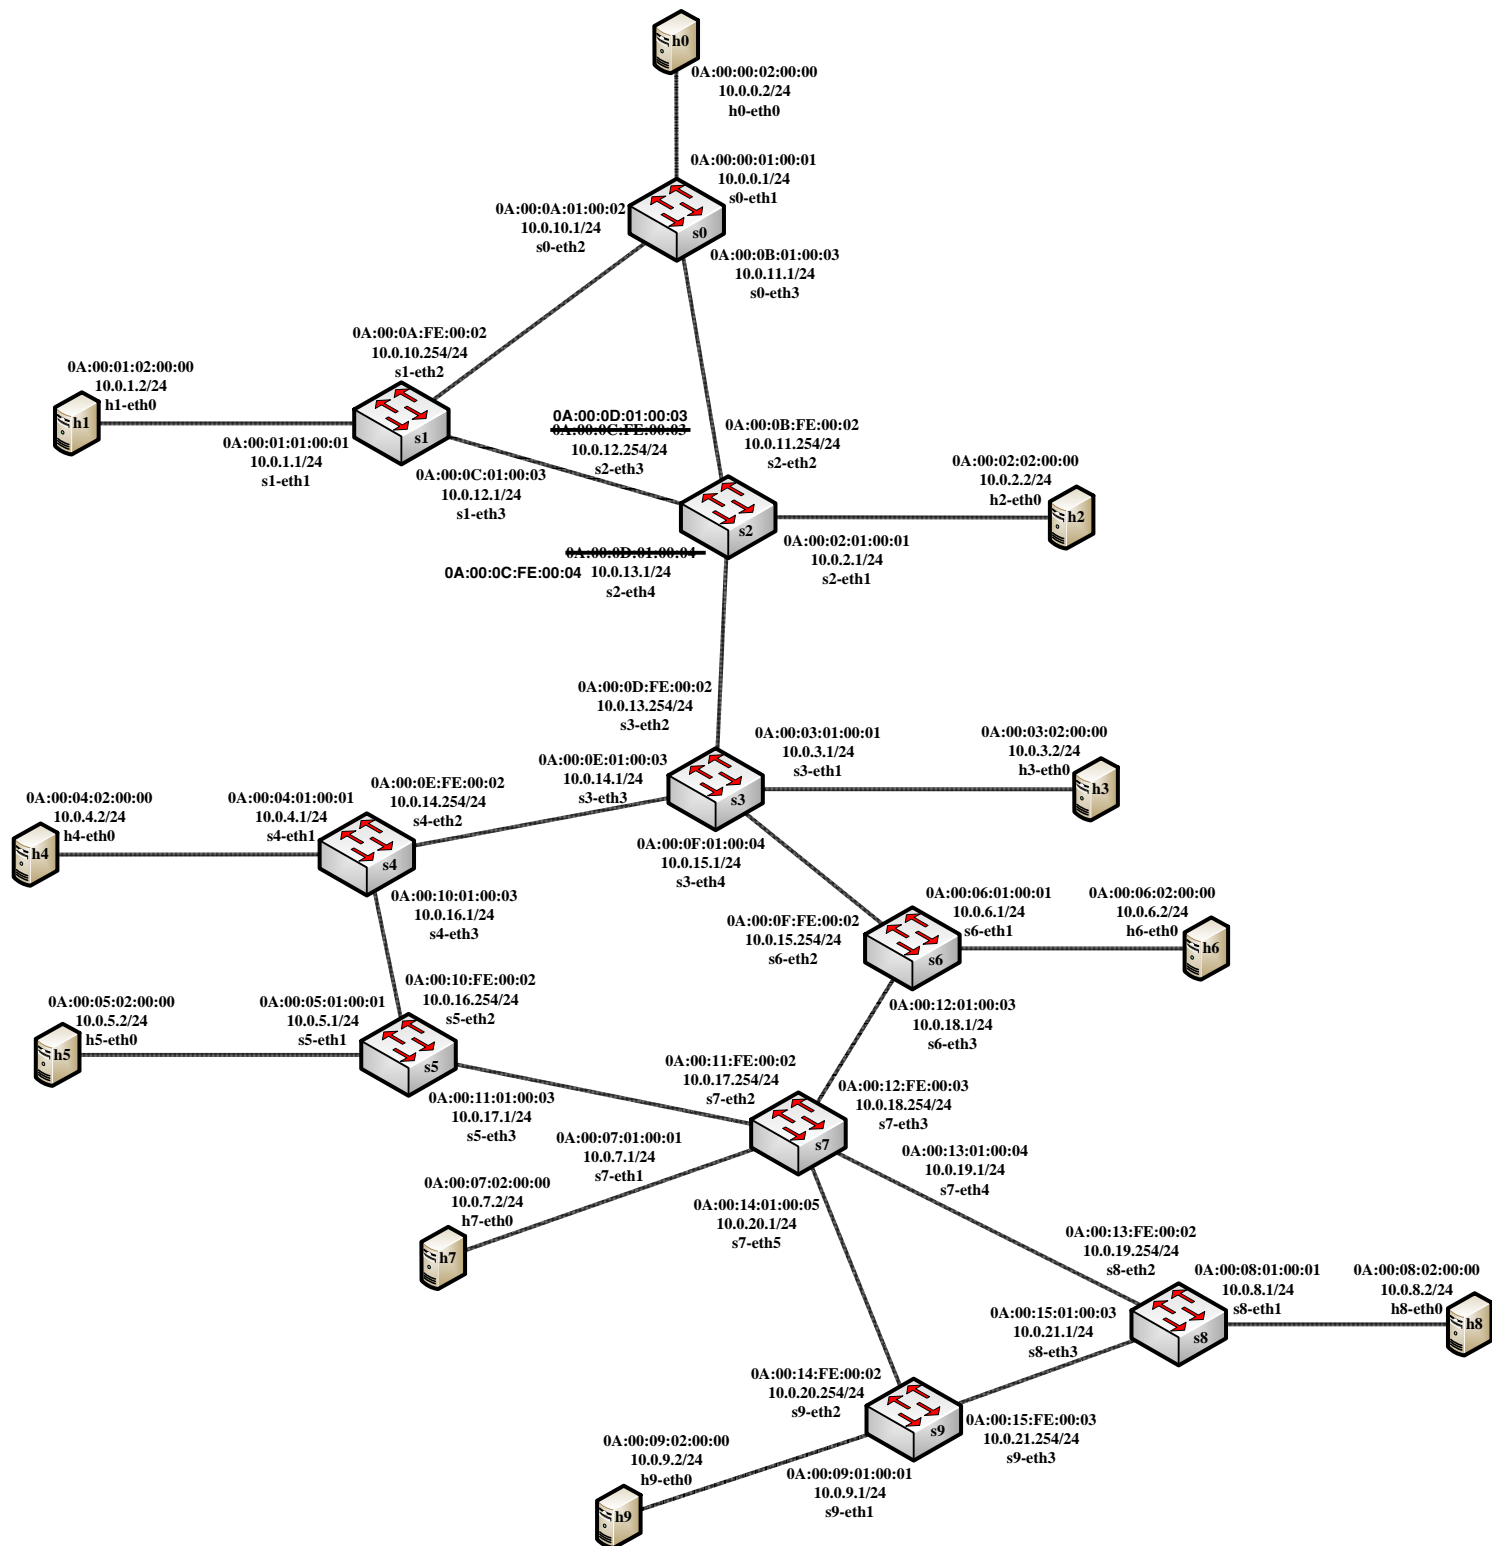 h0
0A:00:00:02:00:00
10.0.0.2/24
h0-eth0
0A:00:00:01:00:01
10.0.0.1/24
s0-eth1
0A:00:0A:01:00:02
10.0.10.1/24
s0-eth2
s0
0A:00:0B:01:00:03
10.0.11.1/24
s0-eth3
0A:00:0A:FE:00:02
10.0.10.254/24
s1-eth2
0A:00:01:02:00:00
10.0.1.2/24
h1-eth0
h1
s1
0A:00:01:01:00:01
10.0.1.1/24
s1-eth1
0A:00:0C:01:00:03
10.0.12.1/24
s1-eth3
0A:00:0D:01:00:03
0A:00:0C:FE:00:03
10.0.12.254/24
s2-eth3
0A:00:0B:FE:00:02
10.0.11.254/24
s2-eth2
0A:00:02:02:00:00
10.0.2.2/24
h2-eth0
h2
s2
0A:00:02:01:00:01
10.0.2.1/24
s2-eth1
0A:00:0D:01:00:04
0A:00:0C:FE:00:04
10.0.13.1/24
s2-eth4
0A:00:0D:FE:00:02
10.0.13.254/24
s3-eth2
0A:00:0E:01:00:03
10.0.14.1/24
s3-eth3
0A:00:03:01:00:01
10.0.3.1/24
s3-eth1
0A:00:03:02:00:00
10.0.3.2/24
h3-eth0
h3
s3
0A:00:0E:FE:00:02
10.0.14.254/24
s4-eth2
0A:00:04:01:00:01
10.0.4.1/24
s4-eth1
0A:00:04:02:00:00
10.0.4.2/24
h4-eth0
h4
s4
0A:00:0F:01:00:04
10.0.15.1/24
s3-eth4
0A:00:10:01:00:03
10.0.16.1/24
s4-eth3
0A:00:0F:FE:00:02
10.0.15.254/24
s6-eth2
0A:00:06:01:00:01
10.0.6.1/24
s6-eth1
0A:00:06:02:00:00
10.0.6.2/24
h6-eth0
h6
s6
0A:00:10:FE:00:02
10.0.16.254/24
s5-eth2
0A:00:05:02:00:00
10.0.5.2/24
h5-eth0
0A:00:05:01:00:01
10.0.5.1/24
s5-eth1
h5
s5
0A:00:12:01:00:03
10.0.18.1/24
s6-eth3
0A:00:11:FE:00:02
10.0.17.254/24
s7-eth2
0A:00:11:01:00:03
10.0.17.1/24
s5-eth3
0A:00:12:FE:00:03
10.0.18.254/24
s7-eth3
s7
0A:00:07:01:00:01
10.0.7.1/24
s7-eth1
0A:00:13:01:00:04
10.0.19.1/24
s7-eth4
0A:00:07:02:00:00
10.0.7.2/24
h7-eth0
h7
0A:00:14:01:00:05
10.0.20.1/24
s7-eth5
0A:00:13:FE:00:02
10.0.19.254/24
s8-eth2
0A:00:08:01:00:01
10.0.8.1/24
s8-eth1
0A:00:08:02:00:00
10.0.8.2/24
h8-eth0
h8
s8
0A:00:15:01:00:03
10.0.21.1/24
s8-eth3
0A:00:14:FE:00:02
10.0.20.254/24
s9-eth2
s9
0A:00:15:FE:00:03
10.0.21.254/24
s9-eth3
0A:00:09:02:00:00
10.0.9.2/24
h9-eth0
0A:00:09:01:00:01
10.0.9.1/24
s9-eth1
h9